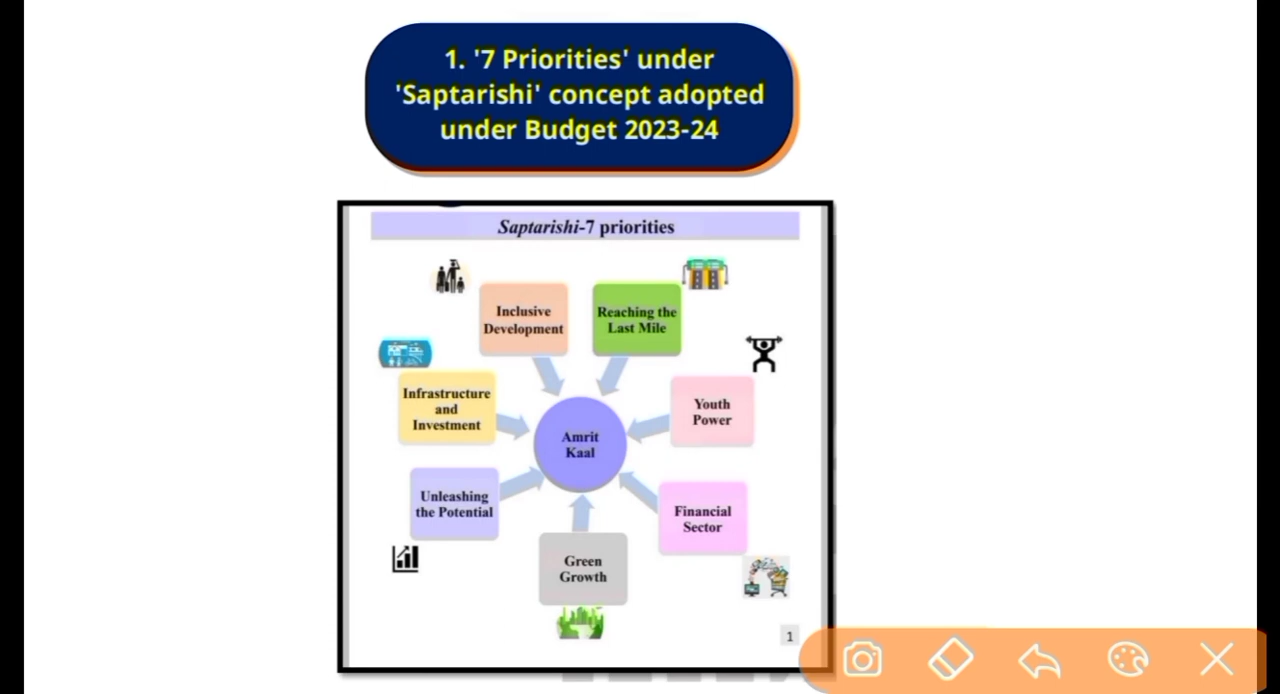 1. '7 Priorities' under
'Saptarishi' concept adopted
under Budget 2023-24
Saptarishi-7 priorities
Inclusive
Development
Reaching the
Last Mile
Infrastructure
and
Investment
Youth
Power
Amrit
Kaal
Unleashing
the Potential
Financial
Sector
Green
Growth
1